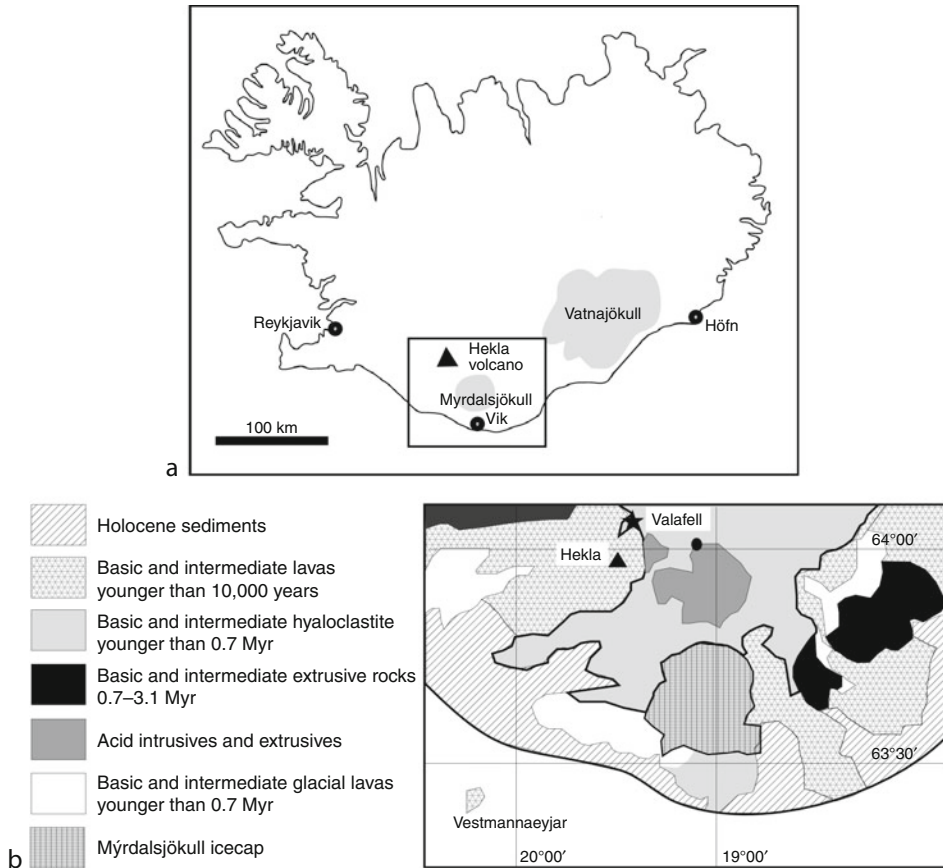 Reykjavik
Vatnajökull
Höfn
Hekla
volcano
Myrdalsjökull
Vik
100 km
a
Holocene sediments
Basic and intermediate lavas
younger than 10,000 years
Basic and intermediate hyaloclastite
younger than 0.7 Myr
Basic and intermediate extrusive rocks
0.7–3.1 Myr
Acid intrusives and extrusives
Basic and intermediate glacial lavas
younger than 0.7 Myr
Mýrdalsjökull icecap
b
Valafell
Hekla
64°00′
63°30′
Vestmannaeyjar
20°00′
19°00′